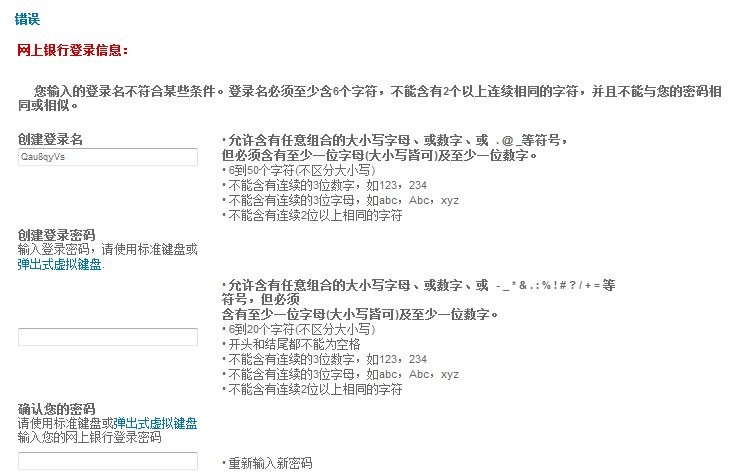 错误
网上银行登录信息：
您输入的登录名不符合某些条件。登录名必须至少含6个字符，不能含有2个以上连续相同的字符，并且不能与您的密码相
同或相似。
创建登录名
Qau8qyVs
• 允许含有任意组合的大小写字母、或数字、或 . @ _等符号，
但必须含有至少一位字母(大小写皆可)及至少一位数字。
• 6到50个字符(不区分大小写)
• 不能含有连续的3位数字，如123，234
• 不能含有连续的3位字母，如abc，Abc，xyz
• 不能含有连续2位以上相同的字符
创建登录密码
输入登录密码，请使用标准键盘或
弹出式虚拟键盘.
• 允许含有任意组合的大小写字母、或数字、或 - _ * & . : % ! # ? / + = 等
符号，但必须
含有至少一位字母(大小写皆可)及至少一位数字。
• 6到20个字符(不区分大小写)
• 开头和结尾都不能为空格
• 不能含有连续的3位数字，如123，234
• 不能含有连续的3位字母，如abc，Abc，xyz
• 不能含有连续2位以上相同的字符
确认您的密码
请使用标准键盘或弹出式虚拟键盘
输入您的网上银行登录密码
• 重新输入新密码